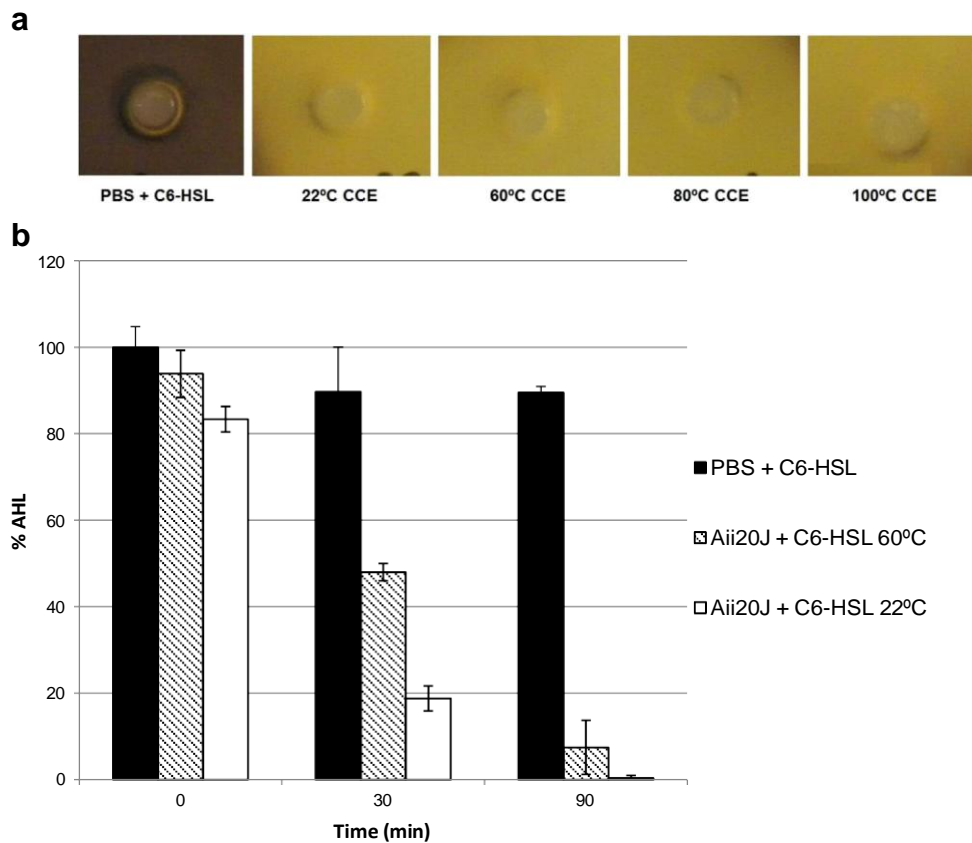 a
PBS + C6-HSL
22ºC CCE
60ºC CCE
80ºC CCE
100ºC CCE
b
120
100
80
60
40
20
0
% AHL
0
30
90
Time (min)
PBS + C6-HSL
Aii20J + C6-HSL 60ºC
Aii20J + C6-HSL 22ºC